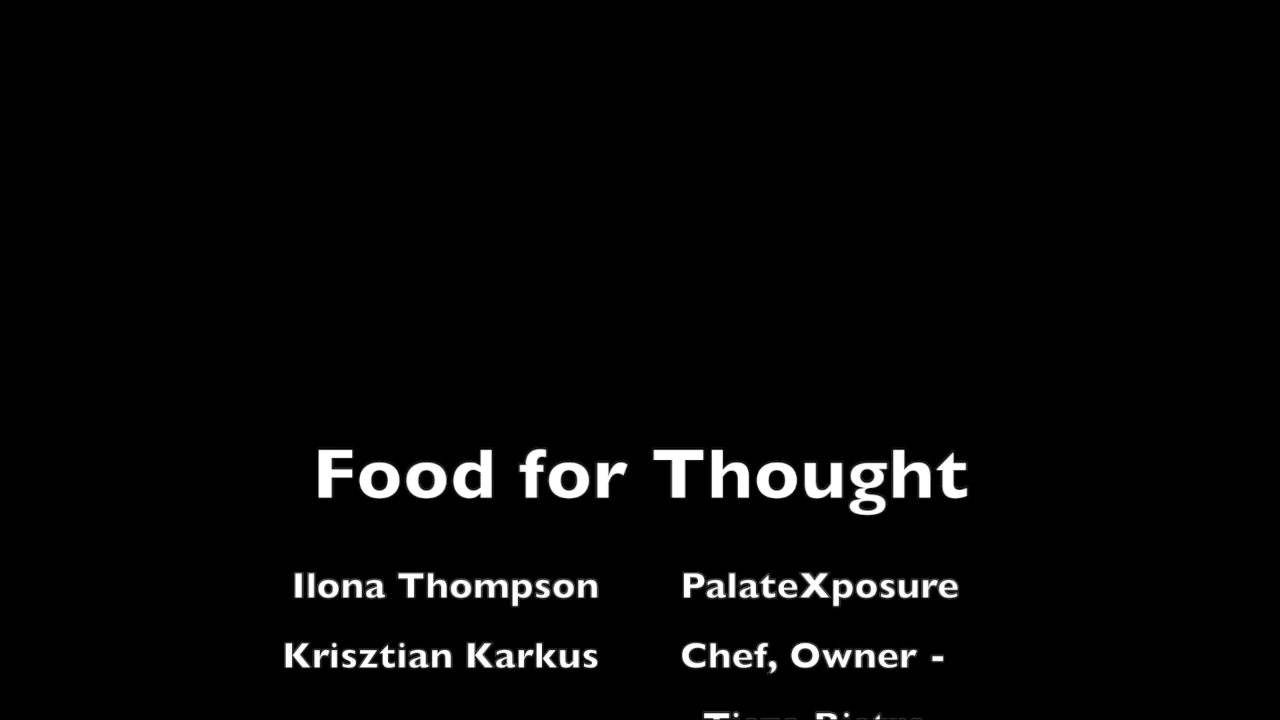 Food for Thought
Ilona Thompson PalateXposure
Krisztian Karkus Chef, Owner -